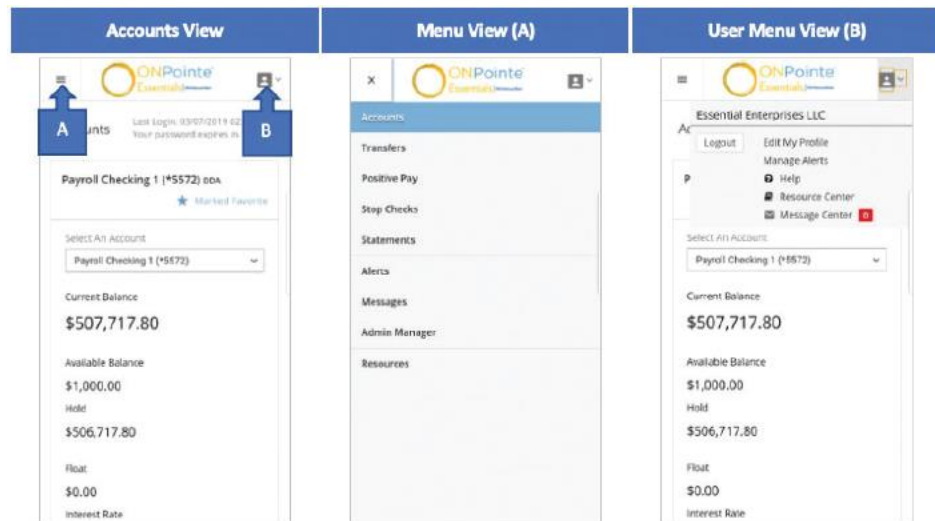 Accounts View
Menu View (A)
User Menu View (B)
ONPointe
Essentials
A
unts
Last Login: 03/07/2019 02
Your password expires in
B
Payroll Checking 1 (*5572) DDA
Marked Favorite
Select An Account
Payroll Checking 1 (*5572)
Current Balance
$507,717.80
Available Balance
$1,000.00
Hold
$506,717.80
Float
$0.00
Interest Rate
X
ONPointe
Essentials
Accounts
Transfers
Positive Pay
Stop Checks
Statements
Alerts
Messages
Admin Manager
Resources
ONPointe
Essentials
Essential Enterprises LLC
Ac
Logout
Edit My Profile
Manage Alerts
P
Help
Resource Center
Message Center 0
Select An Account
Payroll Checking 1 (*5572)
Current Balance
$507,717.80
Available Balance
$1,000.00
Hold
$506,717.80
Float
$0.00
Interest Rate